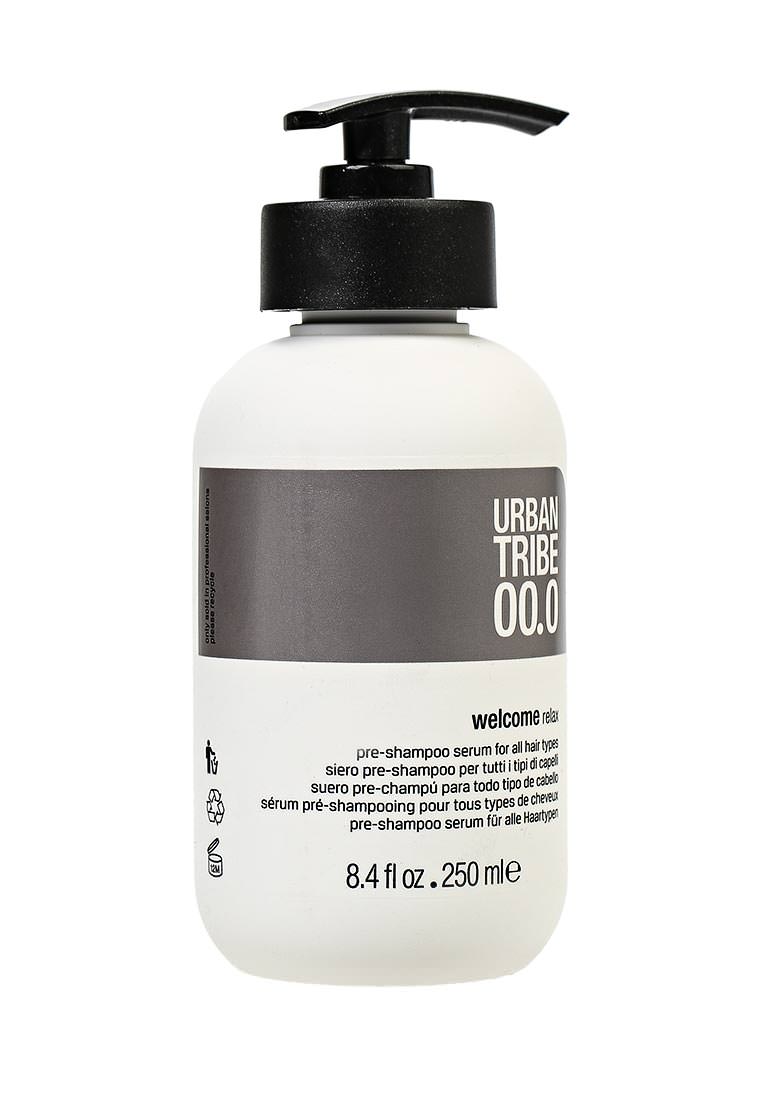 URBAN
TRIBE
00.0
only sold in professional salons
please recycle
welcome relax
pre-shampoo serum for all hair types
siero pre-shampoo per tutti i tipi di capelli
suero pre-champú para todo tipo de cabello
sérum pré-shampooing pour tous types de cheveux
pre-shampoo serum für alle Haartypen
12M
8.4 fl oz . 250 ml e